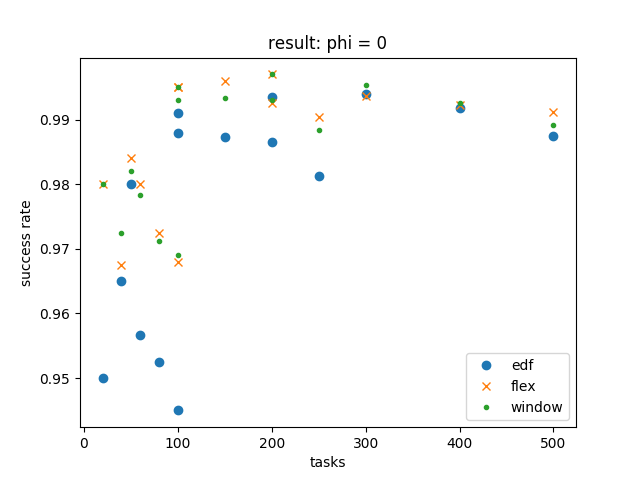 result: phi = 0
success rate
0.99
0.98
0.97
0.96
0.95
0
100
200
300
400
500
tasks
edf
flex
window